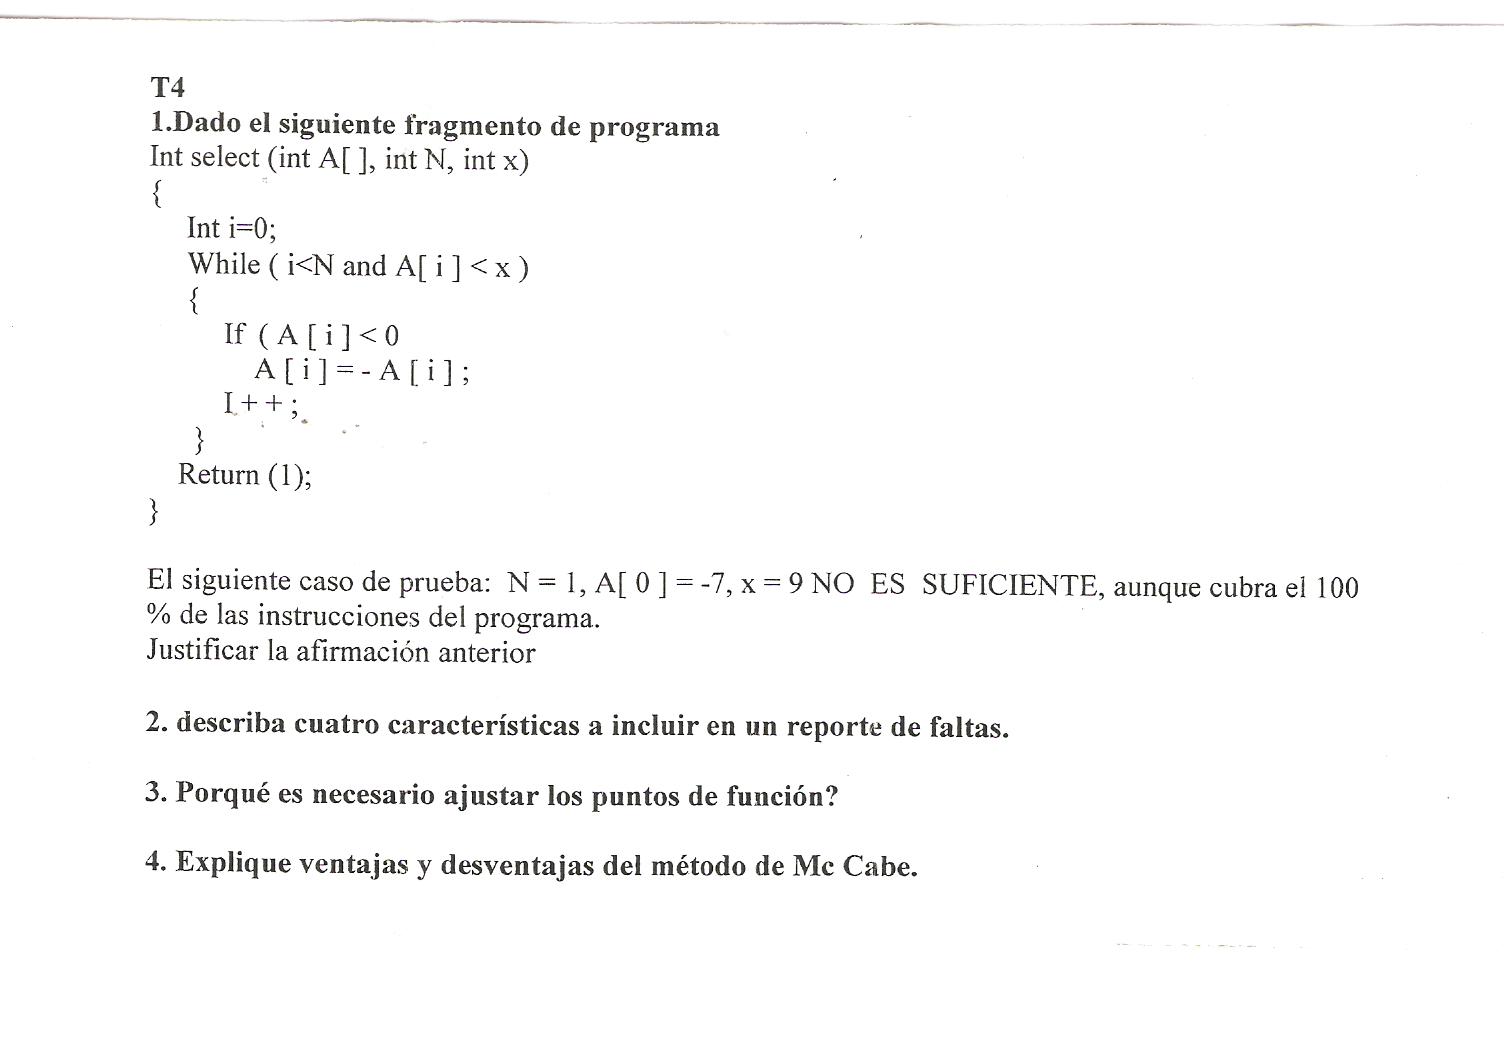 T4
1.Dado el siguiente fragmento de programa
Int select (int A[ ], int N, int x)
{
Int i=0;
While ( i<N and A[ i ] < x )
{
If ( A [ i ] < 0
A [ i ] = - A [ i ] ;
I + + ;
}
Return (1);
}
El siguiente caso de prueba: N = 1, A[ 0 ] = -7, x = 9 NO ES SUFICIENTE, aunque cubra el 100
% de las instrucciones del programa.
Justificar la afirmación anterior
2. describa cuatro características a incluir en un reporte de faltas.
3. Porqué es necesario ajustar los puntos de función?
4. Explique ventajas y desventajas del método de Mc Cabe.